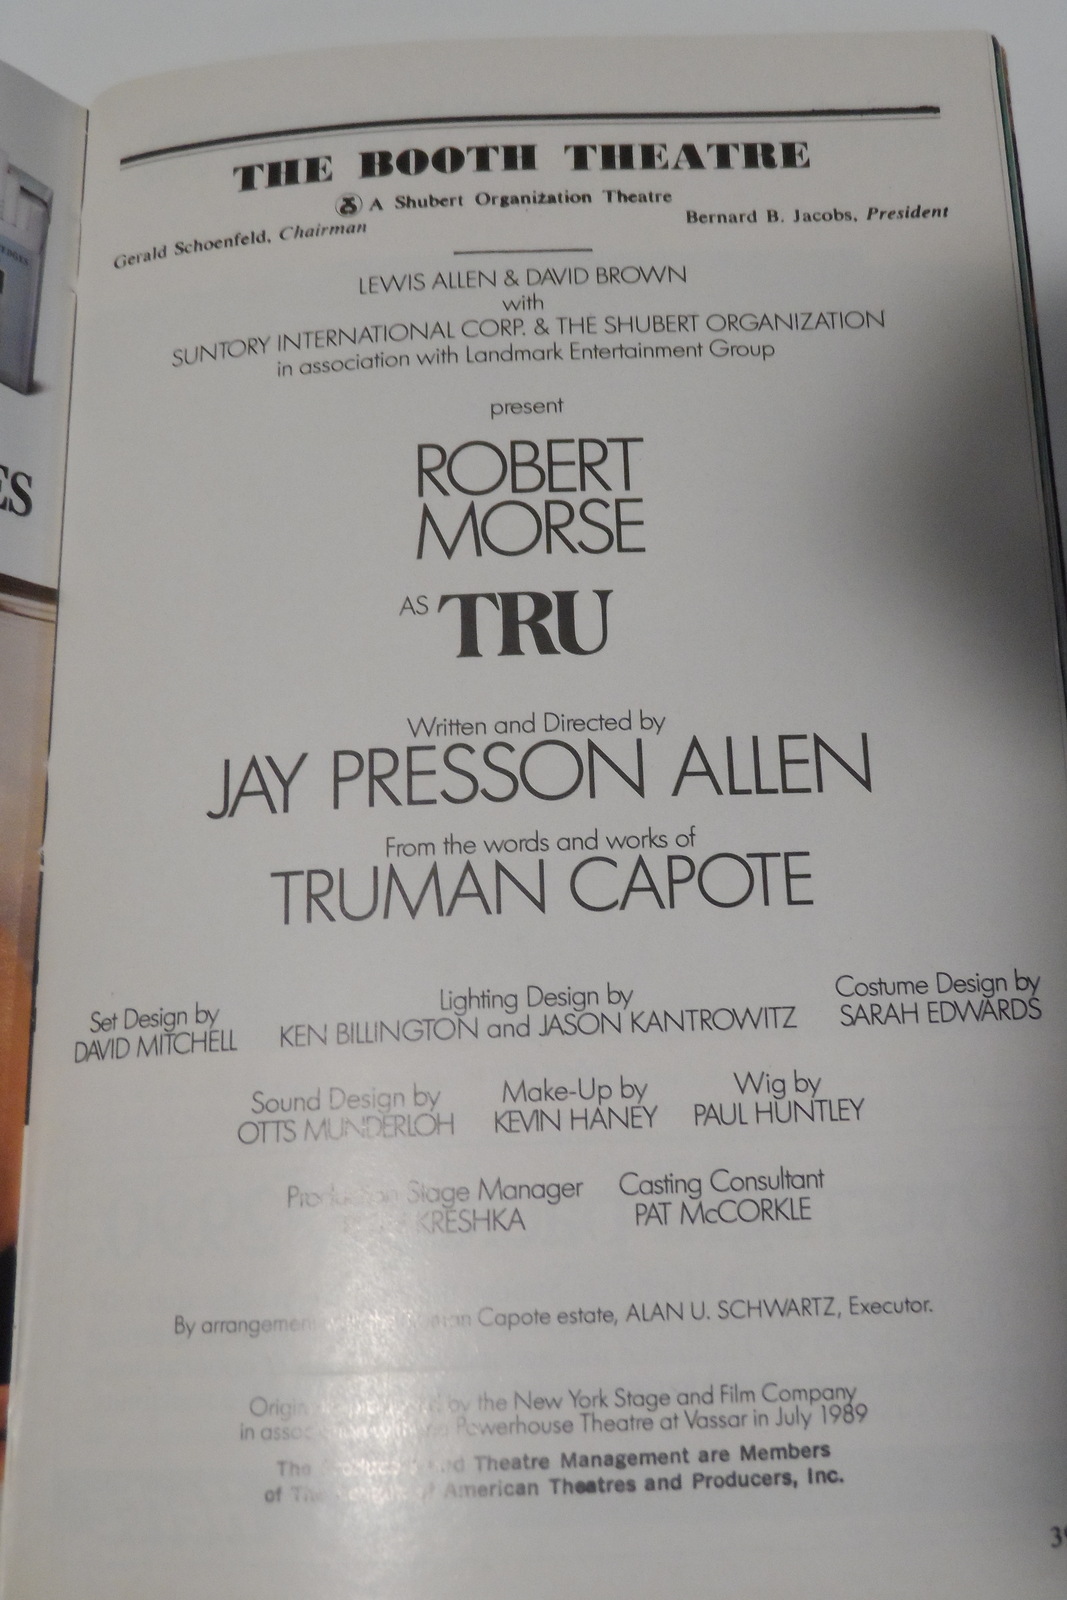 ES
THE BOOTH THEATRE
A Shubert Organization Theatre
Gerald Schoenfeld, Chairman
Bernard B. Jacobs, President
LEWIS ALLEN & DAVID BROWN
with
SUNTORY INTERNATIONAL CORP. & THE SHUBERT ORGANIZATION
in association with Landmark Entertainment Group
present
ROBERT
MORSE
AS TRU
Written and Directed by
JAY PRESSON ALLEN
From the words and works of
TRUMAN CAPOTE
Set Design by
DAVID MITCHELL
Lighting Design by
KEN BILLINGTON and JASON KANTROWITZ
Costume Design by
SARAH EDWARDS
Sound Design by
OTTS MUNDERLOH
Make-Up by
KEVIN HANEY
Wig by
PAUL HUNTLEY
Production Stage Manager
KRESHKA
Casting Consultant
PAT McCORKLE
By arrangement Capote estate, ALAN U. SCHWARTZ, Executor.
by the New York Stage and Film Company
Powerhouse Theatre at Vassar in July 1989
The Theatre Management are Members
of American Theatres and Producers, Inc.